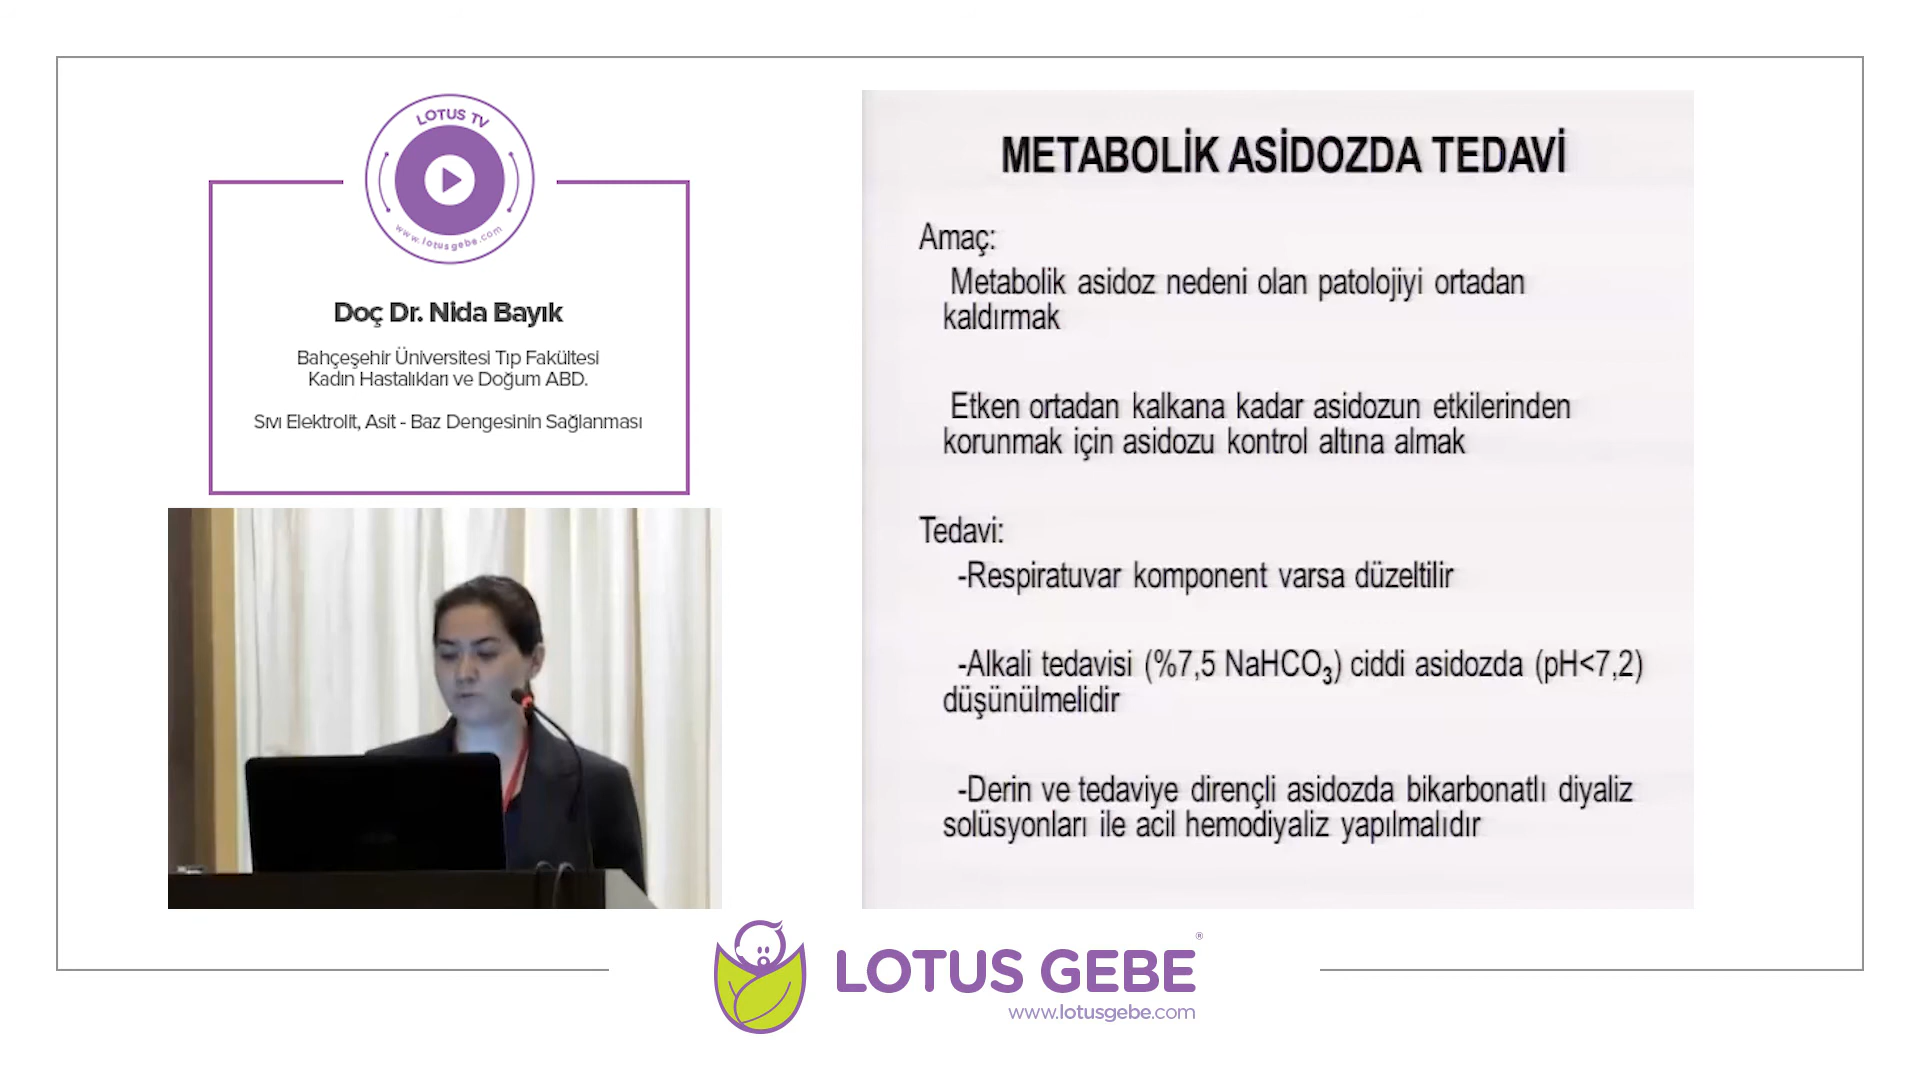 LOTUS TV
www.lotusgebe.com
Doç Dr. Nida Bayık
Bahçeşehir Üniversitesi Tıp Fakültesi
Kadın Hastalıkları ve Doğum ABD.
Sıvı Elektrolit, Asit - Baz Dengesinin Sağlanması
METABOLİK ASİDOZDA TEDAVİ
Amaç:
Metabolik asidoz nedeni olan patolojiyi ortadan
kaldırmak
Etken ortadan kalkana kadar asidozun etkilerinden
korunmak için asidozu kontrol altına almak
Tedavi:
-Respiratuvar komponent varsa düzeltilir
-Alkali tedavisi (%7,5 NaHCO₃) ciddi asidozda (pH<7,2)
düşünülmelidir
-Derin ve tedaviye dirençli asidozda bikarbonatlı diyaliz
solüsyonları ile acil hemodiyaliz yapılmalıdır
LOTUS GEBE®
www.lotusgebe.com